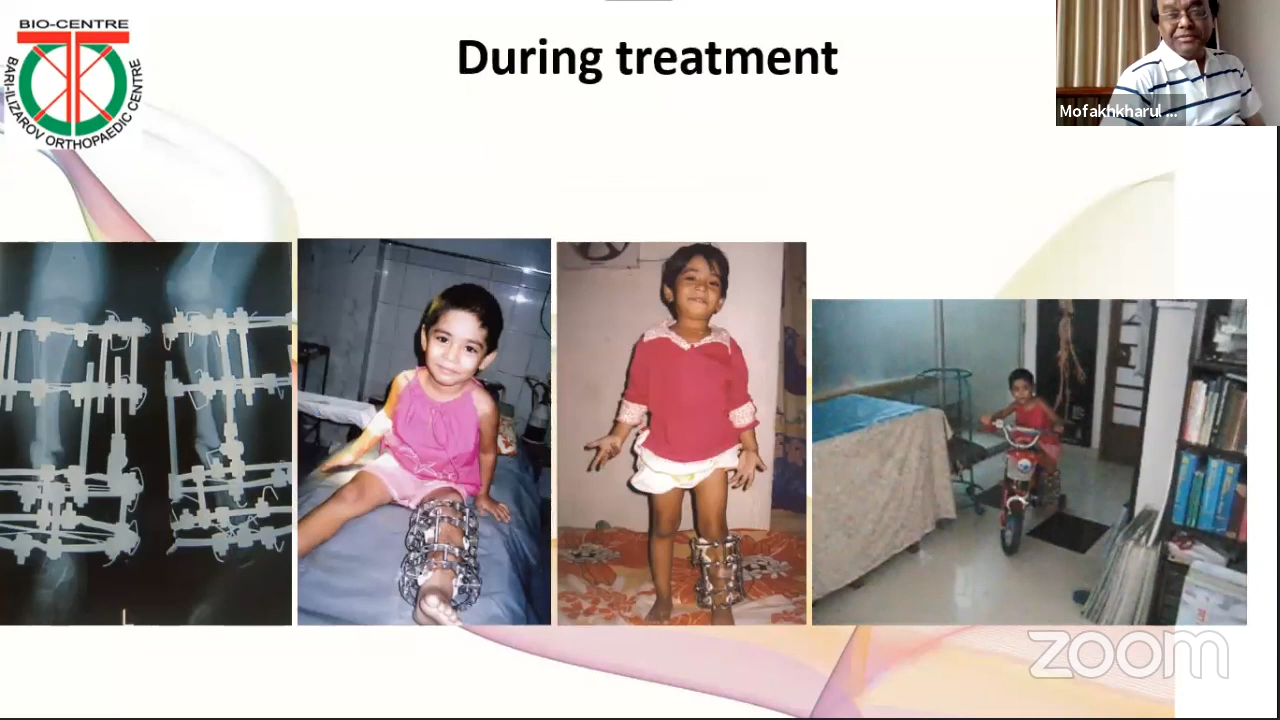 BIO-CENTRE
BARI-ILIZAROV ORTHOPAEDIC CENTRE
During treatment
Mofakhkharul ...
zoom